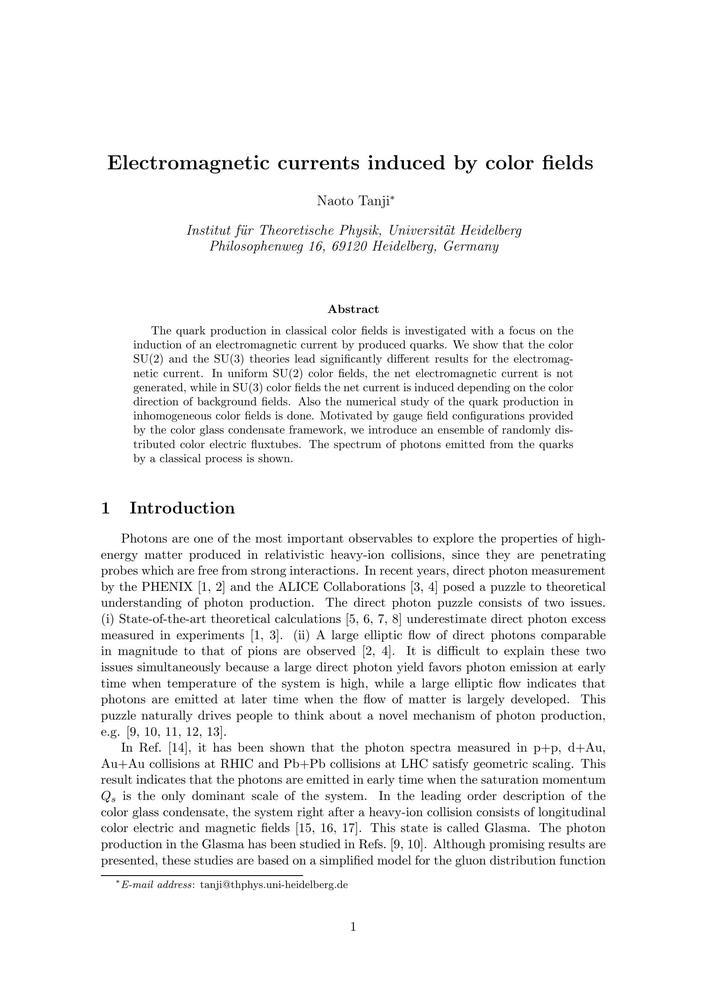 Electromagnetic currents induced by color fields
Naoto Tanji*
Institut für Theoretische Physik, Universität Heidelberg
Philosophenweg 16, 69120 Heidelberg, Germany
Abstract
The quark production in classical color fields is investigated with a focus on the
induction of an electromagnetic current by produced quarks. We show that the color
SU(2) and the SU(3) theories lead significantly different results for the electromag-
netic current. In uniform SU(2) color fields, the net electromagnetic current is not
generated, while in SU(3) color fields the net current is induced depending on the color
direction of background fields. Also the numerical study of the quark production in
inhomogeneous color fields is done. Motivated by gauge field configurations provided
by the color glass condensate framework, we introduce an ensemble of randomly dis-
tributed color electric fluxtubes. The spectrum of photons emitted from the quarks
by a classical process is shown.
1 Introduction
Photons are one of the most important observables to explore the properties of high-
energy matter produced in relativistic heavy-ion collisions, since they are penetrating
probes which are free from strong interactions. In recent years, direct photon measurement
by the PHENIX [1, 2] and the ALICE Collaborations [3, 4] posed a puzzle to theoretical
understanding of photon production. The direct photon puzzle consists of two issues.
(i) State-of-the-art theoretical calculations [5, 6, 7, 8] underestimate direct photon excess
measured in experiments [1, 3]. (ii) A large elliptic flow of direct photons comparable
in magnitude to that of pions are observed [2, 4]. It is difficult to explain these two
issues simultaneously because a large direct photon yield favors photon emission at early
time when temperature of the system is high, while a large elliptic flow indicates that
photons are emitted at later time when the flow of matter is largely developed. This
puzzle naturally drives people to think about a novel mechanism of photon production,
e.g. [9, 10, 11, 12, 13].
In Ref. [14], it has been shown that the photon spectra measured in p+p, d+Au,
Au+Au collisions at RHIC and Pb+Pb collisions at LHC satisfy geometric scaling. This
result indicates that the photons are emitted in early time when the saturation momentum
Qs is the only dominant scale of the system. In the leading order description of the
color glass condensate, the system right after a heavy-ion collision consists of longitudinal
color electric and magnetic fields [15, 16, 17]. This state is called Glasma. The photon
production in the Glasma has been studied in Refs. [9, 10]. Although promising results are
presented, these studies are based on a simplified model for the gluon distribution function
*E-mail address: tanji@thphys.uni-heidelberg.de
1